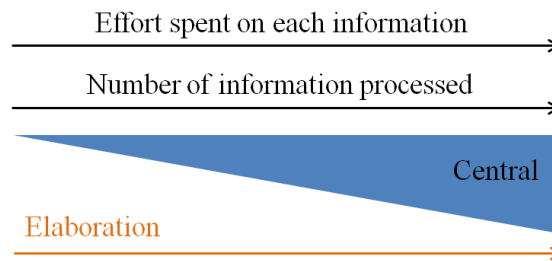 Effort spent on each information
Number of information processed
Central
Elaboration